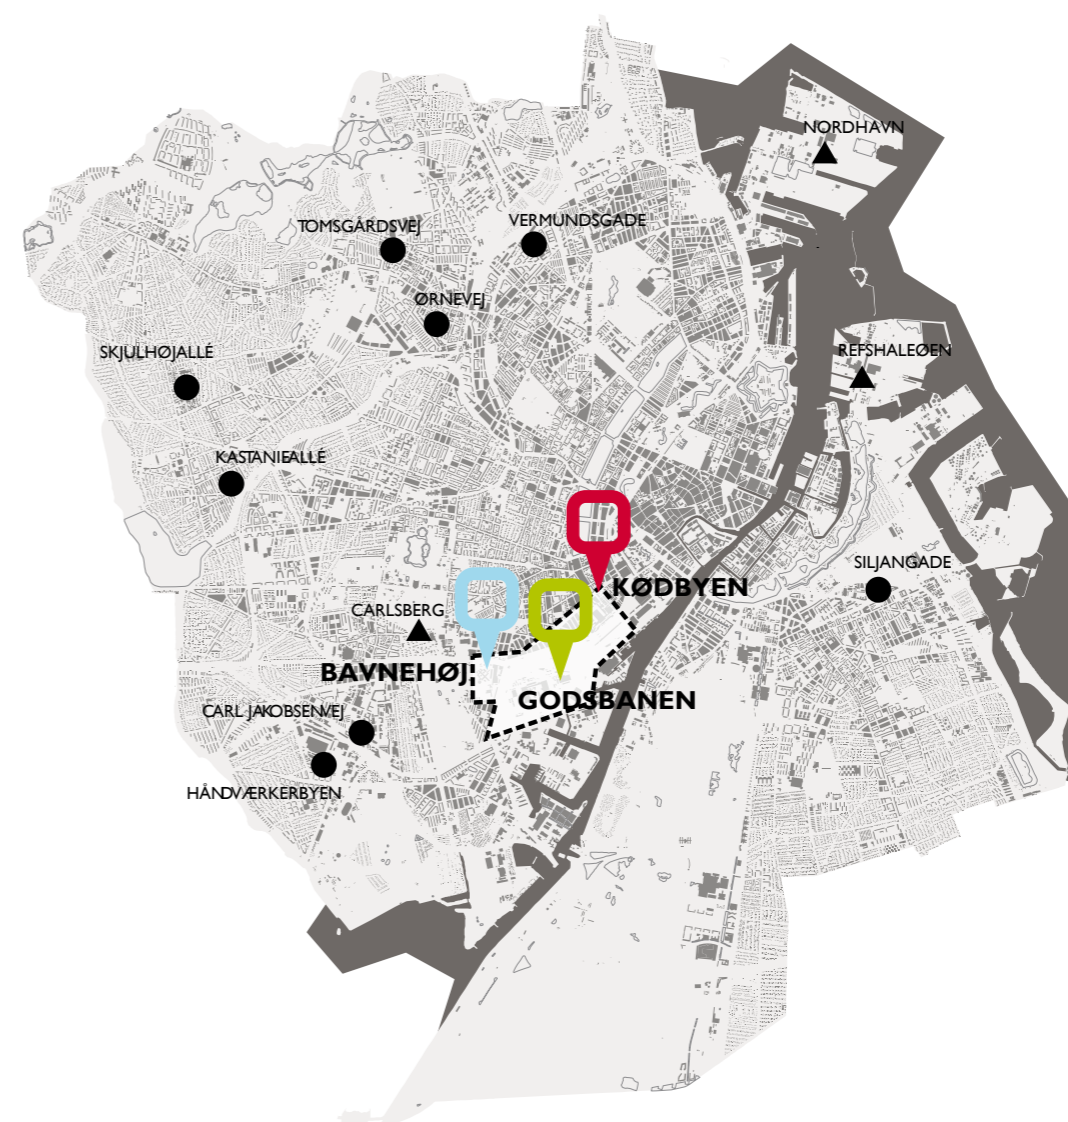 NORDHAVN
TOMSGÅRDSVEJ
VERMUNDSGADE
ØRNEVEJ
SKJULHØJALLÉ
REFSHALEØEN
KASTANIEALLÉ
SILJANGADE
KØDBYEN
CARLSBERG
BAVNEHØJ
GODSBANEN
CARL JAKOBSENVEJ
HÅNDVÆRKERBYEN